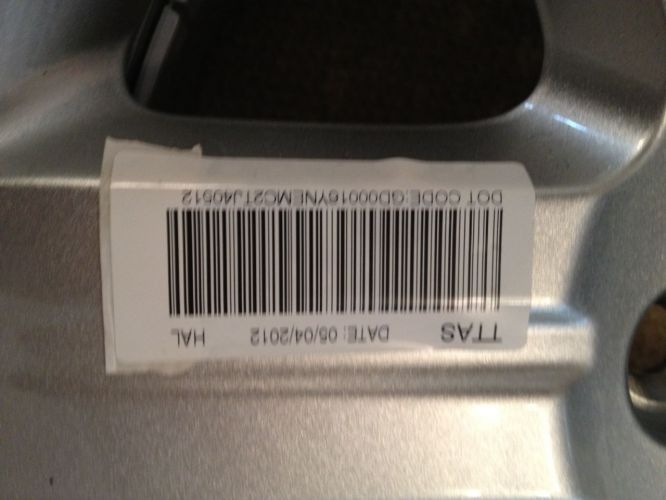 TTAS DATE: 05/04/2012 HAL
DOT CODE:GD00016YNEMC2TJ40512